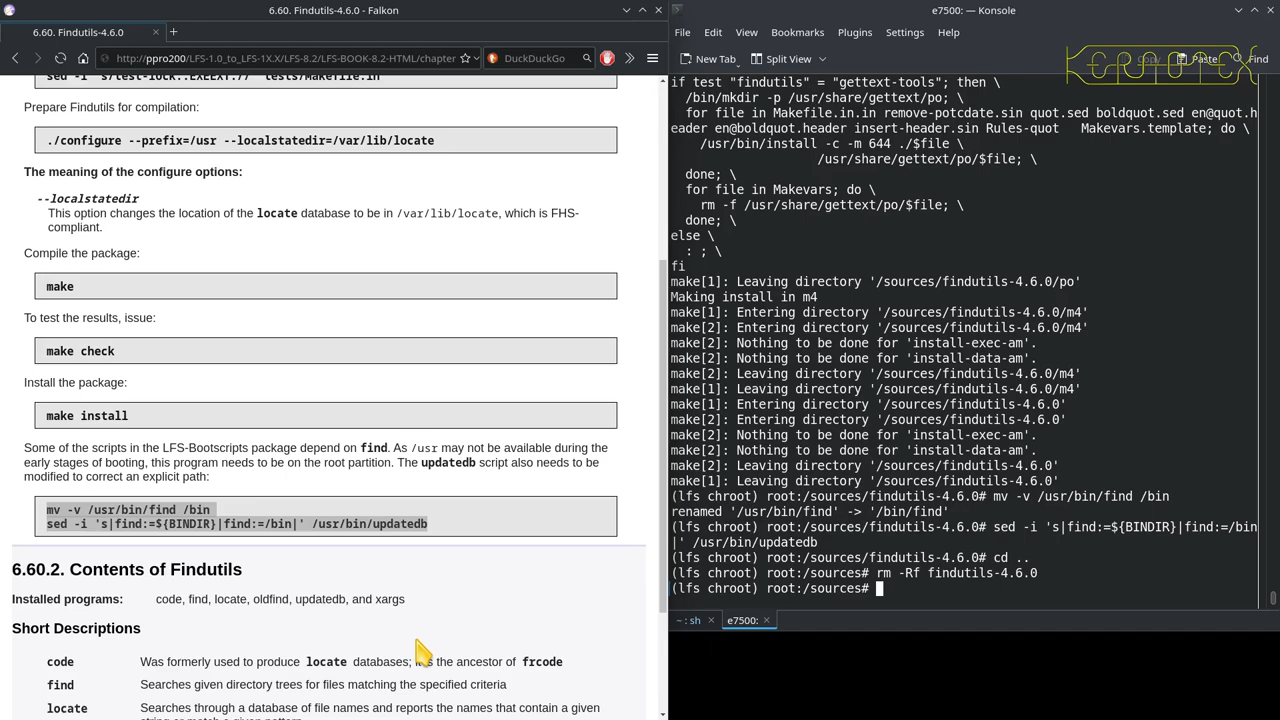 6.60. Findutils-4.6.0 - Falkon
6.60. Findutils-4.6.0
http://ppro200/LFS-1.0_to_LFS-1X.X/LFS-8.2/LFS-BOOK-8.2-HTML/chapter
DuckDuckGo
Prepare Findutils for compilation:
./configure --prefix=/usr --localstatedir=/var/lib/locate
The meaning of the configure options:
--localstatedir
This option changes the location of the locate database to be in /var/lib/locate, which is FHS-
compliant.
Compile the package:
make
To test the results, issue:
make check
Install the package:
make install
Some of the scripts in the LFS-Bootscripts package depend on find. As /usr may not be available during the
early stages of booting, this program needs to be on the root partition. The updatedb script also needs to be
modified to correct an explicit path:
mv -v /usr/bin/find /bin
sed -i 's|find:=${BINDIR}|find:=/bin|' /usr/bin/updatedb
6.60.2. Contents of Findutils
Installed programs: code, find, locate, oldfind, updatedb, and xargs
Short Descriptions
code Was formerly used to produce locate databases; it is the ancestor of frcode
find Searches given directory trees for files matching the specified criteria
locate Searches through a database of file names and reports the names that contain a given
e7500: — Konsole
File Edit View Bookmarks Plugins Settings Help
New Tab Split View Copy Paste Find
if test "findutils" = "gettext-tools"; then \
/bin/mkdir -p /usr/share/gettext/po; \
for file in Makefile.in.in remove-potcdate.sin quot.sed boldquot.sed en@quot.h
eader en@boldquot.header insert-header.sin Rules-quot Makevars.template; do \
/usr/bin/install -c -m 644 ./$file \
/usr/share/gettext/po/$file; \
done; \
for file in Makevars; do \
rm -f /usr/share/gettext/po/$file; \
done; \
else \
: ; \
fi
make[1]: Leaving directory '/sources/findutils-4.6.0/po'
Making install in m4
make[1]: Entering directory '/sources/findutils-4.6.0/m4'
make[2]: Entering directory '/sources/findutils-4.6.0/m4'
make[2]: Nothing to be done for 'install-exec-am'.
make[2]: Nothing to be done for 'install-data-am'.
make[2]: Leaving directory '/sources/findutils-4.6.0/m4'
make[1]: Leaving directory '/sources/findutils-4.6.0/m4'
make[1]: Entering directory '/sources/findutils-4.6.0'
make[2]: Entering directory '/sources/findutils-4.6.0'
make[2]: Nothing to be done for 'install-exec-am'.
make[2]: Nothing to be done for 'install-data-am'.
make[2]: Leaving directory '/sources/findutils-4.6.0'
make[1]: Leaving directory '/sources/findutils-4.6.0'
(lfs chroot) root:/sources/findutils-4.6.0# mv -v /usr/bin/find /bin
renamed '/usr/bin/find' -> '/bin/find'
(lfs chroot) root:/sources/findutils-4.6.0# sed -i 's|find:=${BINDIR}|find:=/bin
|' /usr/bin/updatedb
(lfs chroot) root:/sources/findutils-4.6.0# cd ..
(lfs chroot) root:/sources# rm -Rf findutils-4.6.0
(lfs chroot) root:/sources#
~ : sh e7500: